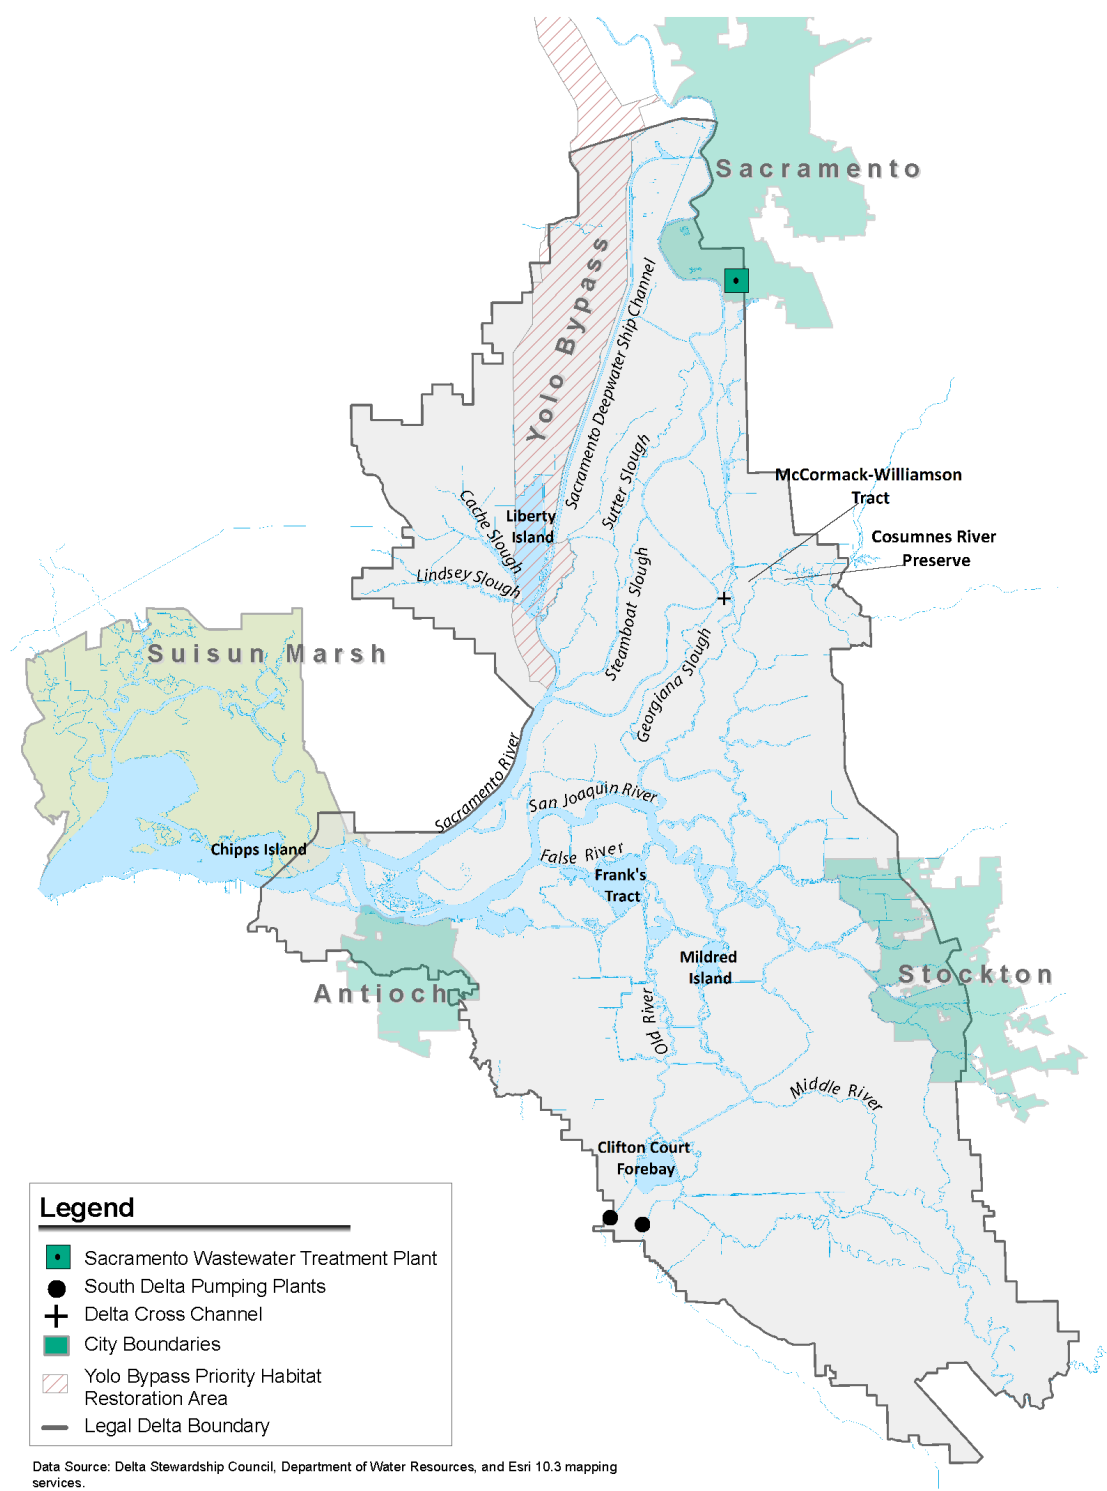 Sacramento
Yolo Bypass
Sacramento Deepwater Ship Channel
Sutter Slough
McCormack-Williamson
Tract
Cache Slough
Liberty
Island
Cosumnes River
Preserve
Lindsey Slough
Steamboat Slough
Georgiana Slough
Suisun Marsh
Sacramento River
San Joaquin River
Chipps Island
False River
Frank's
Tract
Mildred
Island
Stockton
Antioch
Old River
Middle River
Clifton Court
Forebay
Legend
Sacramento Wastewater Treatment Plant
South Delta Pumping Plants
Delta Cross Channel
City Boundaries
Yolo Bypass Priority Habitat
Restoration Area
Legal Delta Boundary
Data Source: Delta Stewardship Council, Department of Water Resources, and Esri 10.3 mapping
services.